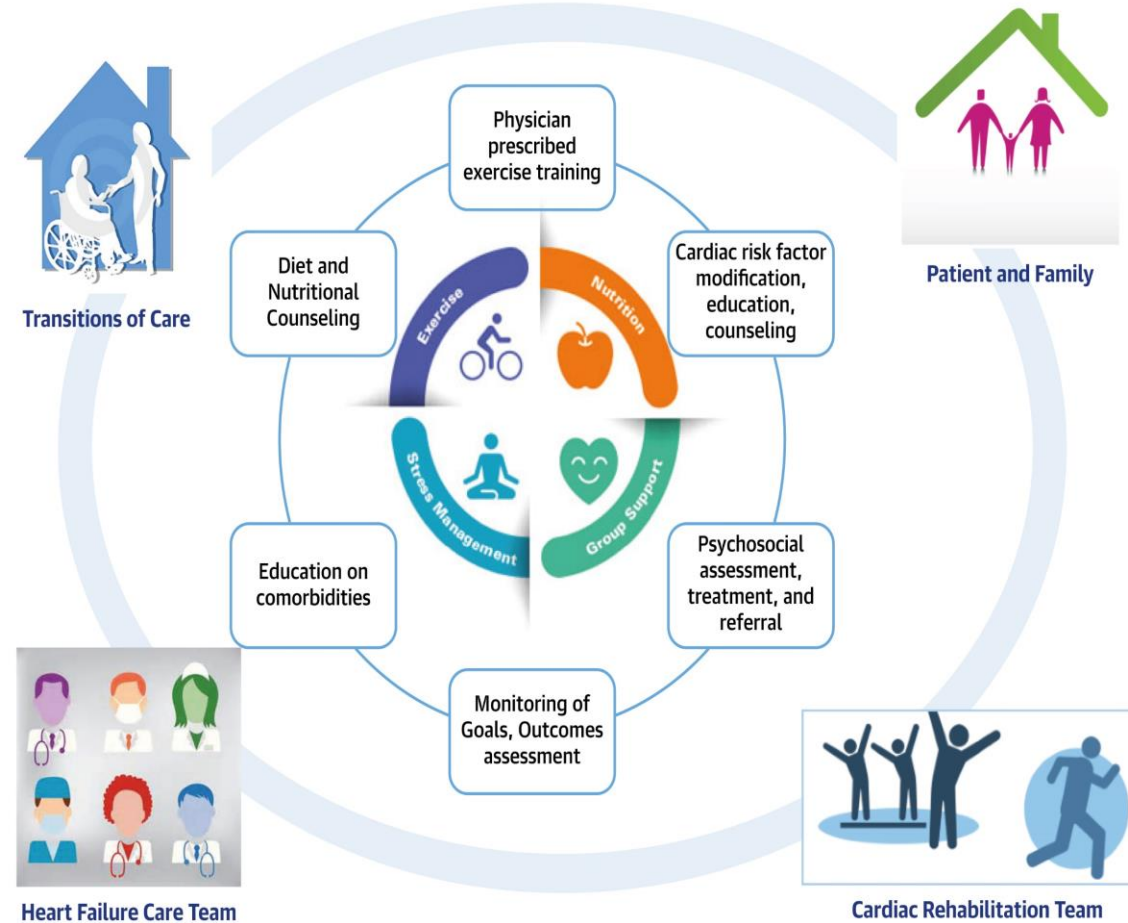 Physician
prescribed
exercise training
Diet and
Nutritional
Counseling
Cardiac risk factor
modification,
education,
counseling
Transitions of Care
Patient and Family
Exercise
Nutrition
Stress Management
Group Support
Education on
comorbidities
Psychosocial
assessment,
treatment, and
referral
Monitoring of
Goals, Outcomes
assessment
Heart Failure Care Team
Cardiac Rehabilitation Team